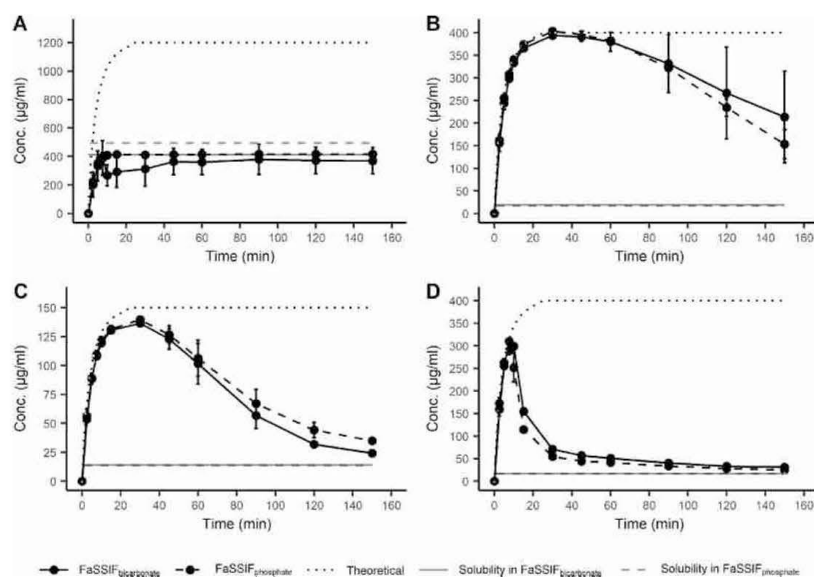 A
Conc. (µg/ml)
1200
1000
800
600
400
200
0
0 20 40 60 80 100 120 140 160
Time (min)
B
Conc. (µg/ml)
400
350
300
250
200
150
100
50
0
0 20 40 60 80 100 120 140 160
Time (min)
C
Conc. (µg/ml)
150
125
100
75
50
25
0
0 20 40 60 80 100 120 140 160
Time (min)
D
Conc. (µg/ml)
400
350
300
250
200
150
100
50
0
0 20 40 60 80 100 120 140 160
Time (min)
FaSSIFbicarbonate FaSSIFphosphate Theoretical Solubility in FaSSIFbicarbonate Solubility in FaSSIFphosphate